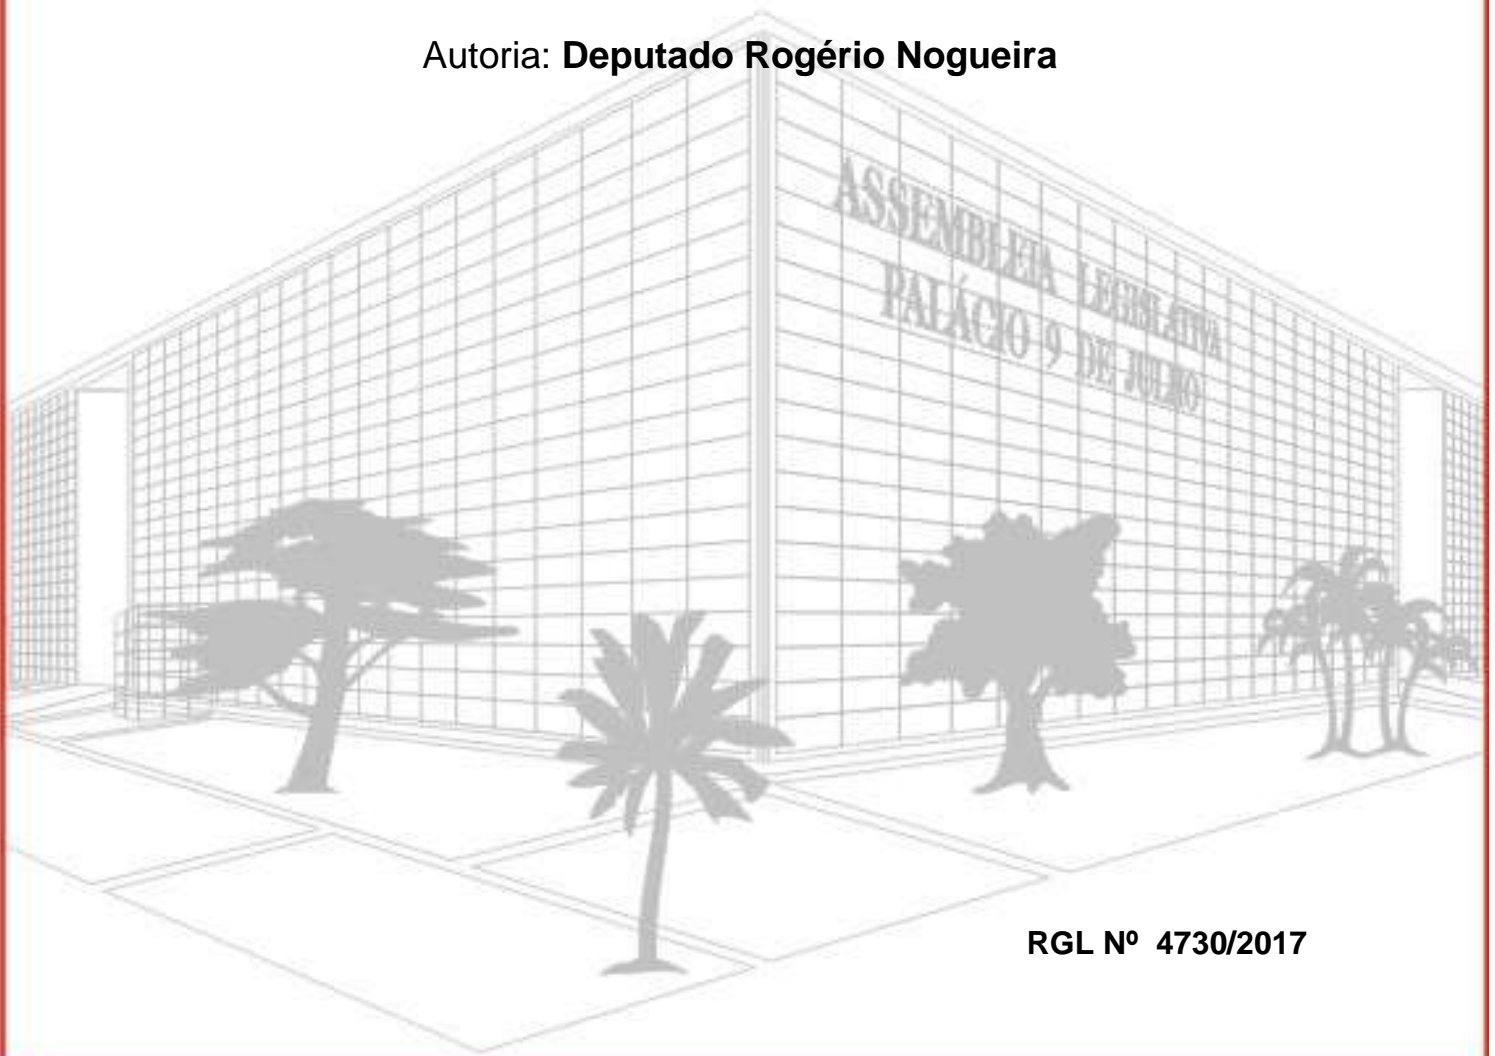 Autoria: Deputado Rogério Nogueira
ASSEMBLEIA LEGISLATIVA
PALÁCIO 9 DE JULHO
RGL Nº 4730/2017